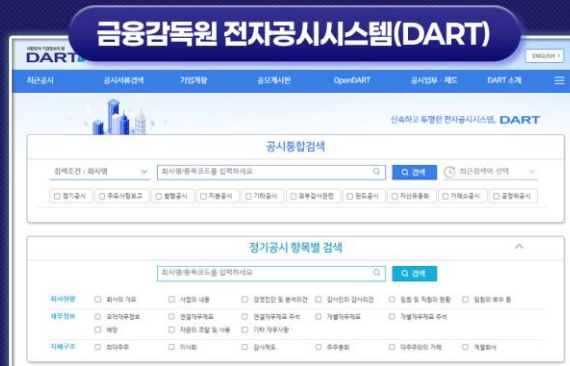 금융감독원 전자공시시스템(DART)
대한민국 기업정보의 창
DART
ENGLISH
최근공시 공시서류검색 기업개황 공모게시판 OpenDART 공시업무·제도 DART 소개
신속하고 투명한 전자공시시스템, DART
공시통합검색
검색조건 : 회사명 회사명/종목코드를 입력하세요 검색 최근검색어 선택
정기공시 주요사항보고 발행공시 지분공시 기타공시 외부감사관련 펀드공시 자산유동화 거래소공시 공정위공시
정기공시 항목별 검색
회사명/종목코드를 입력하세요 검색
회사현황 회사의 개요 사업의 내용 경영진단 및 분석의견 감사인의 감사의견 임원 및 직원의 현황 임원의 보수 등
재무정보 요약재무정보 연결재무제표 연결재무제표 주석 개별재무제표 개별재무제표 주석
배당 자금의 조달 및 사용 기타 재무사항
지배구조 최대주주 이사회 감사제도 주주총회 대주주와의 거래 계열회사